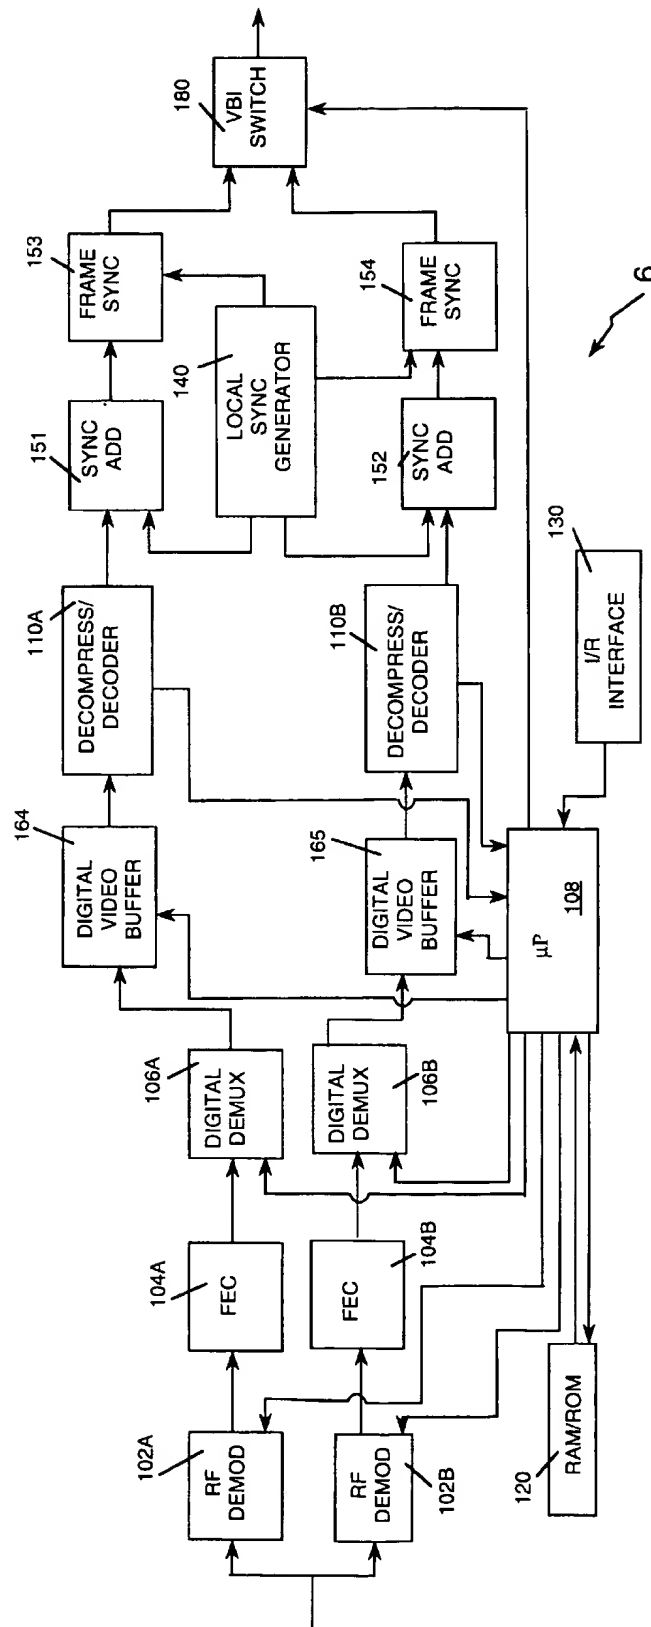 102A
RF
DEMOD
104A
FEC
106A
DIGITAL
DEMUX
164
DIGITAL
VIDEO
BUFFER
110A
DECOMPRESS/
DECODER
151
SYNC
ADD
153
FRAME
SYNC
180
VBI
SWITCH
140
LOCAL
SYNC
GENERATOR
RF
DEMOD
102B
FEC
104B
DIGITAL
DEMUX
106B
165
DIGITAL
VIDEO
BUFFER
110B
DECOMPRESS/
DECODER
152
SYNC
ADD
154
FRAME
SYNC
120
RAM/ROM
µP
108
130
I/R
INTERFACE
6